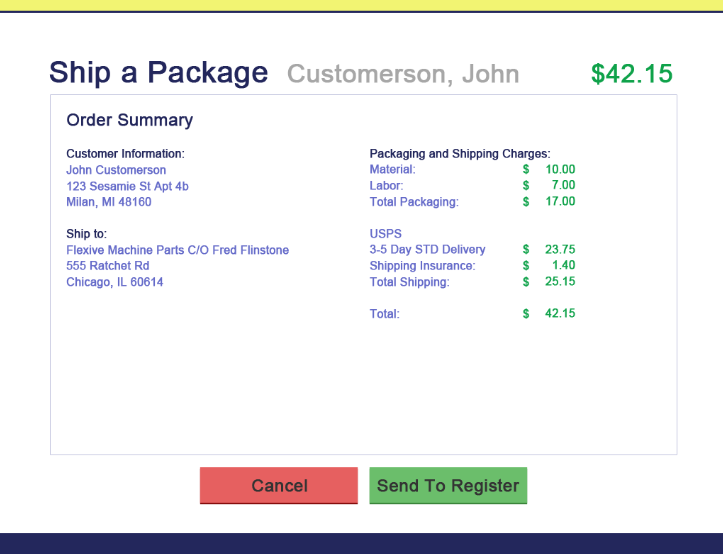 Ship a Package Customerson, John $42.15
Order Summary
Customer Information:
John Customerson
123 Sesamie St Apt 4b
Milan, MI 48160
Ship to:
Flexive Machine Parts C/O Fred Flinstone
555 Ratchet Rd
Chicago, IL 60614
Packaging and Shipping Charges:
Material: $ 10.00
Labor: $ 7.00
Total Packaging: $ 17.00
USPS
3-5 Day STD Delivery $ 23.75
Shipping Insurance: $ 1.40
Total Shipping: $ 25.15
Total: $ 42.15
Cancel Send To Register